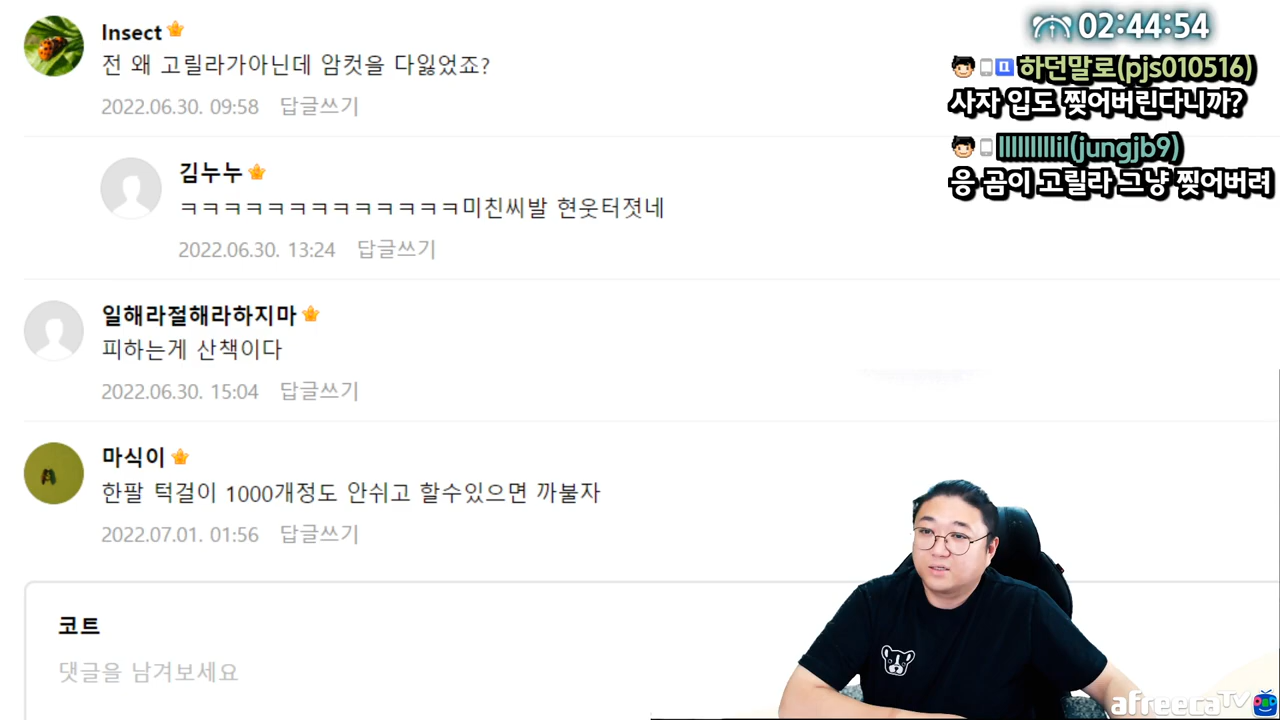 Insect
전 왜 고릴라가아닌데 암컷을 다잃었죠?
2022.06.30. 09:58 답글쓰기
김누누
ㅋㅋㅋㅋㅋㅋㅋㅋㅋㅋㅋㅋㅋ미친씨발 현웃터졋네
2022.06.30. 13:24 답글쓰기
일해라절해라하지마
피하는게 산책이다
2022.06.30. 15:04 답글쓰기
마식이
한팔 턱걸이 1000개정도 안쉬고 할수있으면 까불자
2022.07.01. 01:56 답글쓰기
코트
댓글을 남겨보세요
02:44:54
하던말로(pjs010516)
사자 입도 찢어버린다니까?
(jungjb9)
응 곰이 고릴라 그냥 찢어버려
afreecaTV